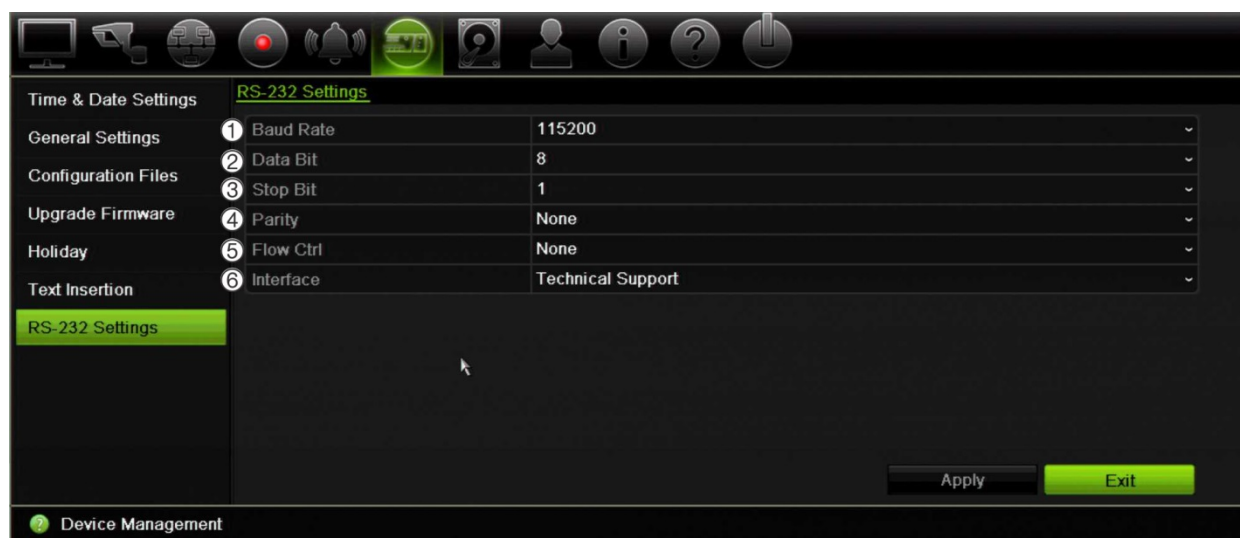 Time & Date Settings
General Settings
Configuration Files
Upgrade Firmware
Holiday
Text Insertion
RS-232 Settings
RS-232 Settings
① Baud Rate 115200
② Data Bit 8
③ Stop Bit 1
④ Parity None
⑤ Flow Ctrl None
⑥ Interface Technical Support
Apply Exit
Device Management